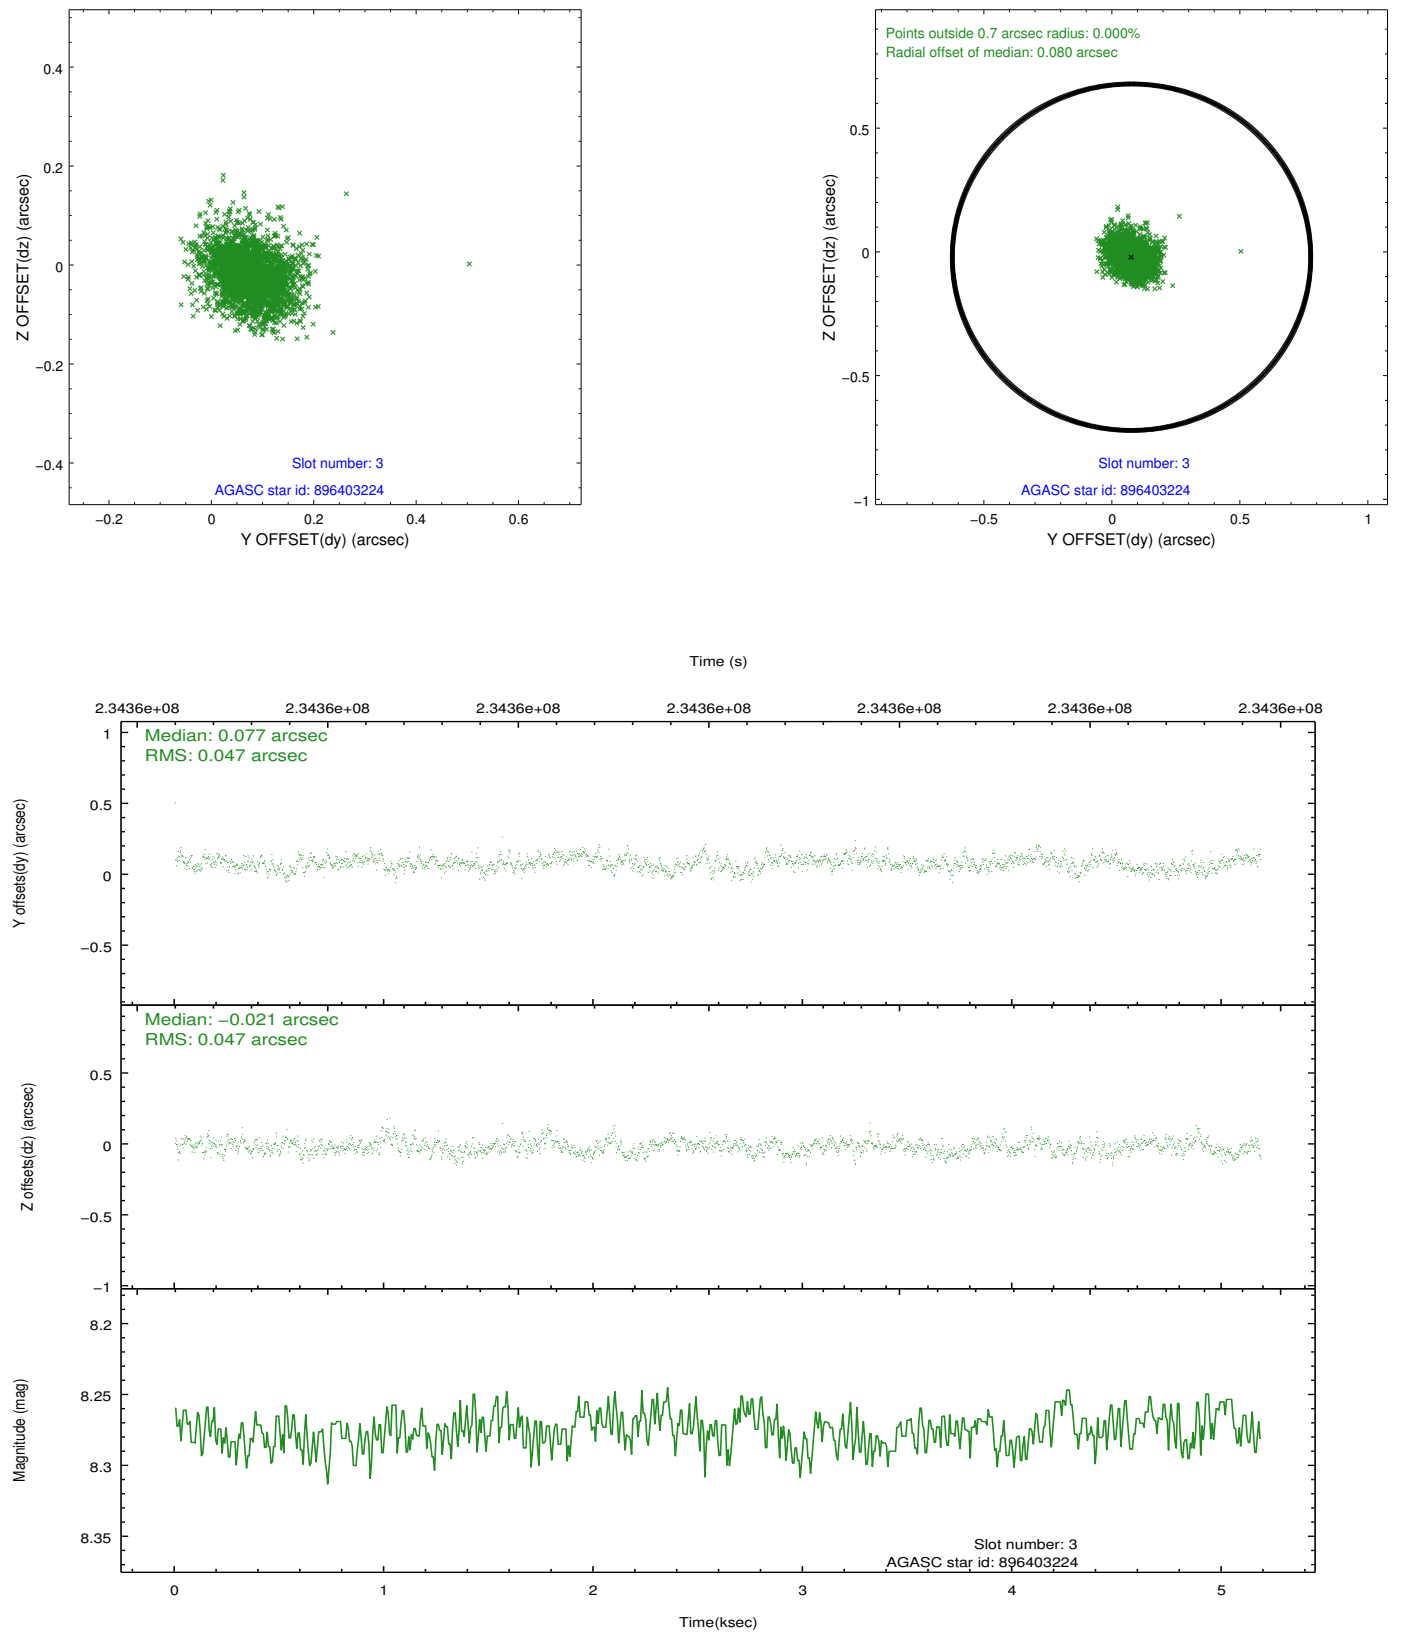 0.4
0.2
0
−0.2
−0.4
Z OFFSET(dz) (arcsec)
Slot number: 3
AGASC star id: 896403224
−0.2 0 0.2 0.4 0.6
Y OFFSET(dy) (arcsec)
Points outside 0.7 arcsec radius: 0.000%
Radial offset of median: 0.080 arcsec
0.5
0
−0.5
−1
Z OFFSET(dz) (arcsec)
Slot number: 3
AGASC star id: 896403224
−0.5 0 0.5 1
Y OFFSET(dy) (arcsec)
Time (s)
2.3436e+08 2.3436e+08 2.3436e+08 2.3436e+08 2.3436e+08 2.3436e+08 2.3436e+08
Median: 0.077 arcsec
RMS: 0.047 arcsec
1
0.5
0
−0.5
Y offsets(dy) (arcsec)
Median: −0.021 arcsec
RMS: 0.047 arcsec
0.5
0
−0.5
−1
Z offsets(dz) (arcsec)
8.2
8.25
8.3
8.35
Magnitude (mag)
Slot number: 3
AGASC star id: 896403224
0 1 2 3 4 5
Time(ksec)